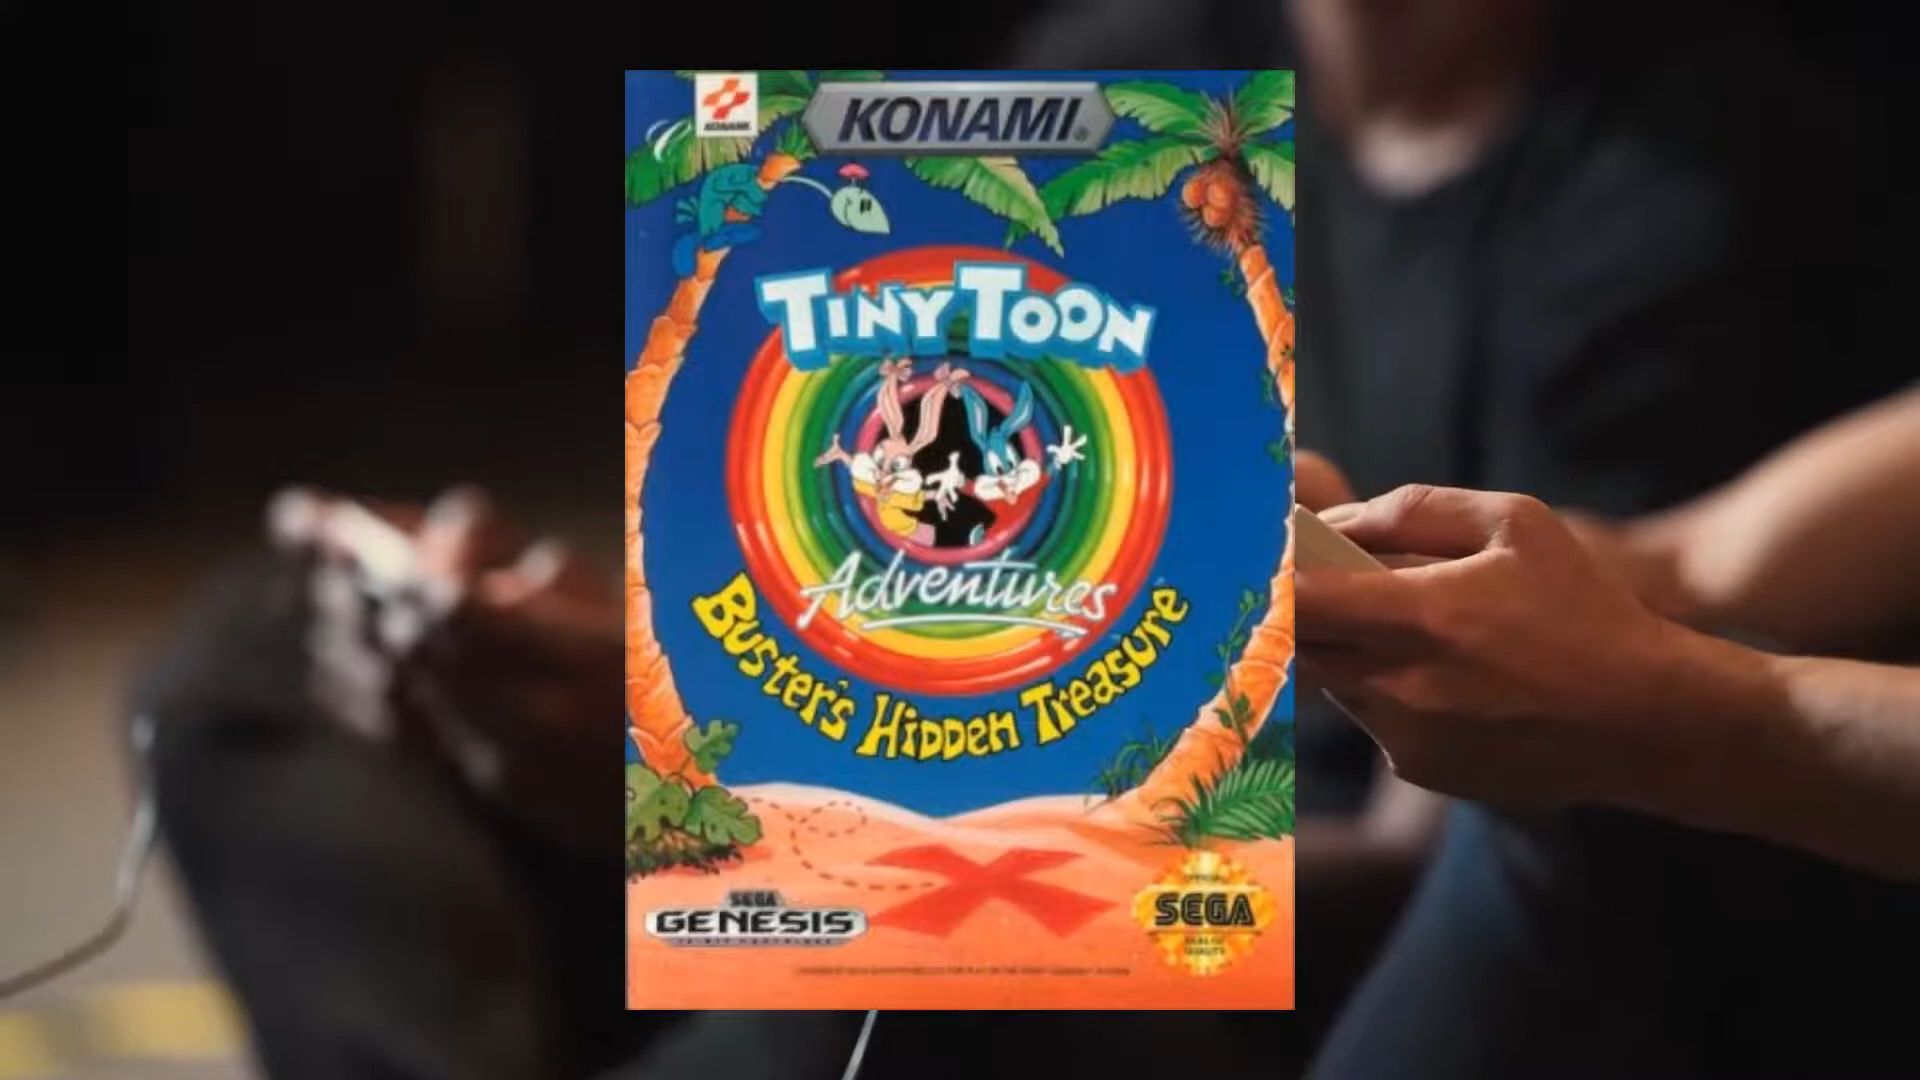 KONAMI
KONAMI
TINY TOON
Adventures
BUSTER'S HIDDEN TREASURE
SEGA
GENESIS
SEGA